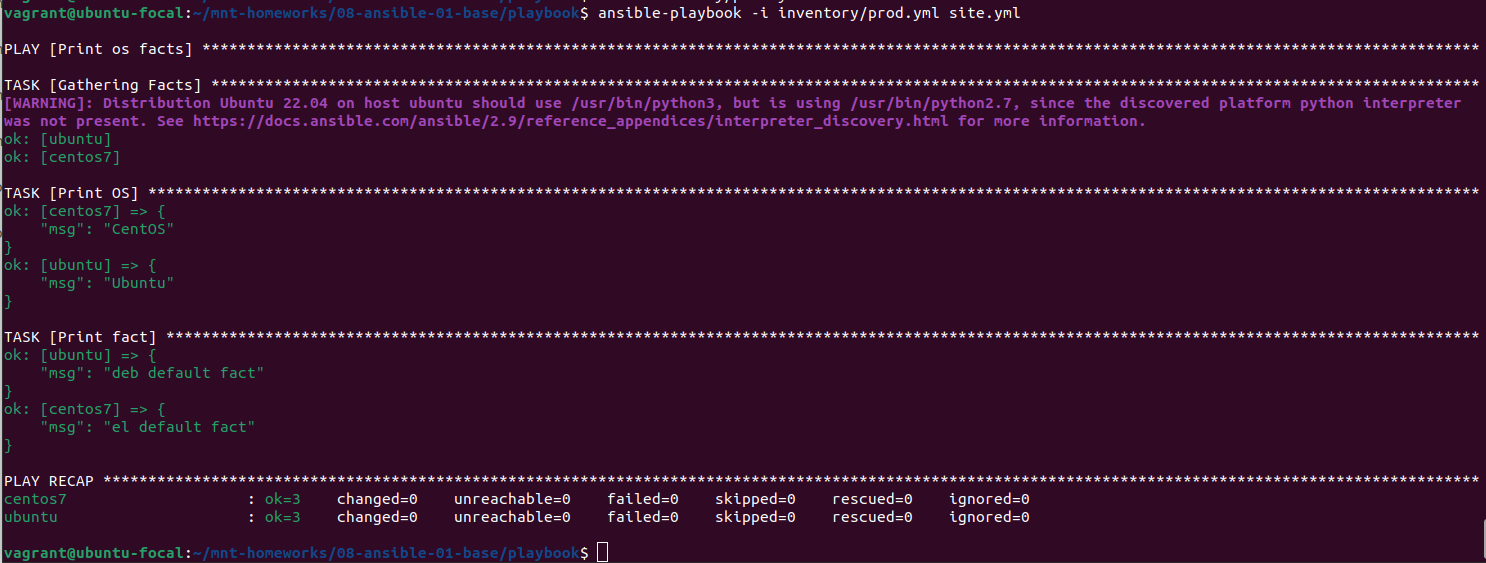 vagrant@ubuntu-focal:~/mnt-homeworks/08-ansible-01-base/playbook$ ansible-playbook -i inventory/prod.yml site.yml
PLAY [Print os facts] **********************************************************************************************************************************************
TASK [Gathering Facts] *********************************************************************************************************************************************
[WARNING]: Distribution Ubuntu 22.04 on host ubuntu should use /usr/bin/python3, but is using /usr/bin/python2.7, since the discovered platform python interpreter
was not present. See https://docs.ansible.com/ansible/2.9/reference_appendices/interpreter_discovery.html for more information.
ok: [ubuntu]
ok: [centos7]
TASK [Print OS] ****************************************************************************************************************************************************
ok: [centos7] => {
    "msg": "CentOS"
}
ok: [ubuntu] => {
    "msg": "Ubuntu"
}
TASK [Print fact] **************************************************************************************************************************************************
ok: [ubuntu] => {
    "msg": "deb default fact"
}
ok: [centos7] => {
    "msg": "el default fact"
}
PLAY RECAP *********************************************************************************************************************************************************
centos7                    : ok=3    changed=0    unreachable=0    failed=0    skipped=0    rescued=0    ignored=0
ubuntu                     : ok=3    changed=0    unreachable=0    failed=0    skipped=0    rescued=0    ignored=0
vagrant@ubuntu-focal:~/mnt-homeworks/08-ansible-01-base/playbook$